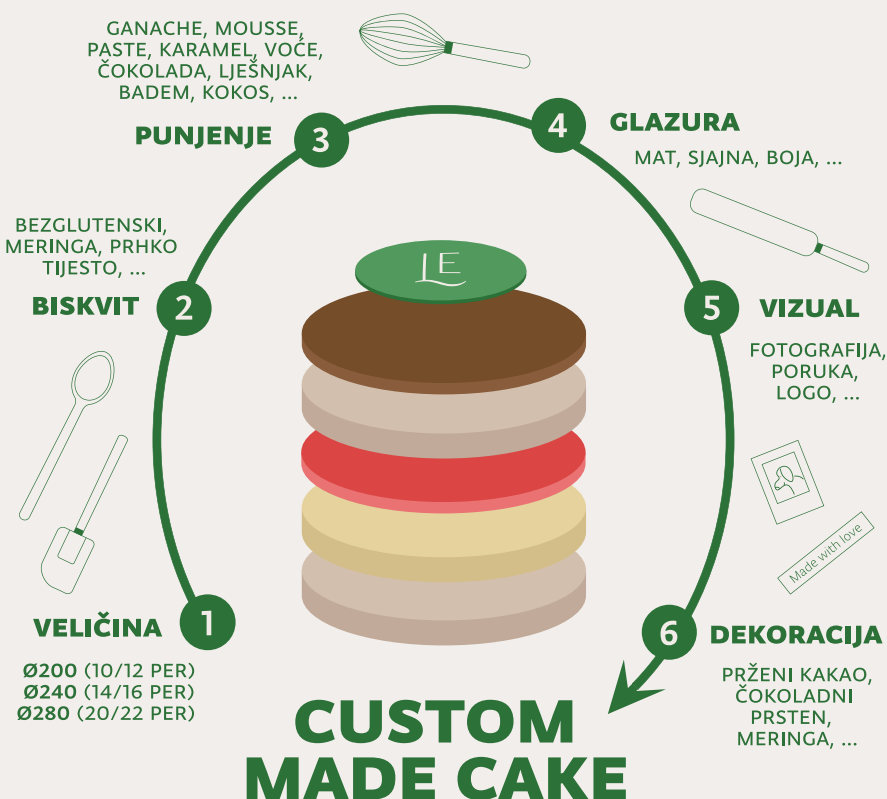 GANACHE, MOUSSE,
PASTE, KARAMEL, VOĆE,
ČOKOLADA, LJEŠNJAK,
BADEM, KOKOS, ...
PUNJENJE
3
4
GLAZURA
MAT, SJAJNA, BOJA, ...
BEZGLUTENSKI,
MERINGA, PRHKO
TIJESTO, ...
BISKVIT
2
LE
5
VIZUAL
FOTOGRAFIJA,
PORUKA,
LOGO, ...
Made with love
VELIČINA
1
Ø200 (10/12 PER)
Ø240 (14/16 PER)
Ø280 (20/22 PER)
6
DEKORACIJA
PRŽENI KAKAO,
ČOKOLADNI
PRSTEN,
MERINGA, ...
CUSTOM
MADE CAKE